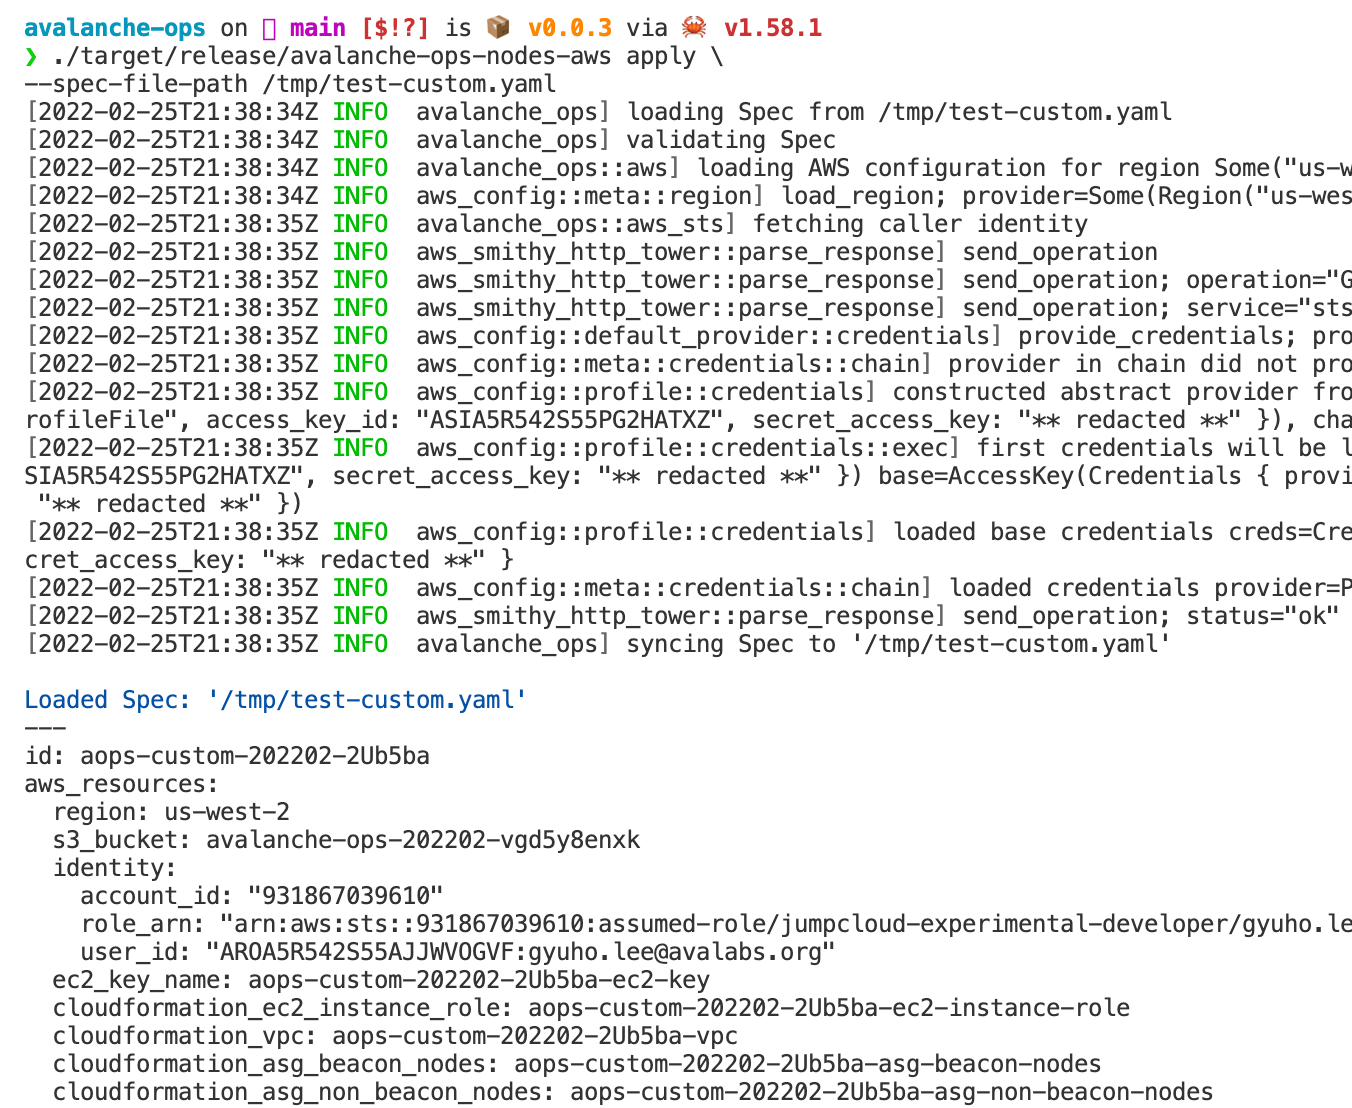 avalanche-ops on main [$!?] is 📦 v0.0.3 via 🦀 v1.58.1
❯ ./target/release/avalanche-ops-nodes-aws apply \
--spec-file-path /tmp/test-custom.yaml
[2022-02-25T21:38:34Z INFO  avalanche_ops] loading Spec from /tmp/test-custom.yaml
[2022-02-25T21:38:34Z INFO  avalanche_ops] validating Spec
[2022-02-25T21:38:34Z INFO  avalanche_ops::aws] loading AWS configuration for region Some("us-w
[2022-02-25T21:38:34Z INFO  aws_config::meta::region] load_region; provider=Some(Region("us-wes
[2022-02-25T21:38:35Z INFO  avalanche_ops::aws_sts] fetching caller identity
[2022-02-25T21:38:35Z INFO  aws_smithy_http_tower::parse_response] send_operation
[2022-02-25T21:38:35Z INFO  aws_smithy_http_tower::parse_response] send_operation; operation="G
[2022-02-25T21:38:35Z INFO  aws_smithy_http_tower::parse_response] send_operation; service="sts
[2022-02-25T21:38:35Z INFO  aws_config::default_provider::credentials] provide_credentials; pro
[2022-02-25T21:38:35Z INFO  aws_config::meta::credentials::chain] provider in chain did not pro
[2022-02-25T21:38:35Z INFO  aws_config::profile::credentials] constructed abstract provider fro
rofileFile", access_key_id: "ASIA5R542S55PG2HATXZ", secret_access_key: "** redacted **" }), cha
[2022-02-25T21:38:35Z INFO  aws_config::profile::credentials::exec] first credentials will be l
SIA5R542S55PG2HATXZ", secret_access_key: "** redacted **" }) base=AccessKey(Credentials { provi
 "** redacted **" })
[2022-02-25T21:38:35Z INFO  aws_config::profile::credentials] loaded base credentials creds=Cre
cret_access_key: "** redacted **" }
[2022-02-25T21:38:35Z INFO  aws_config::meta::credentials::chain] loaded credentials provider=P
[2022-02-25T21:38:35Z INFO  aws_smithy_http_tower::parse_response] send_operation; status="ok"
[2022-02-25T21:38:35Z INFO  avalanche_ops] syncing Spec to '/tmp/test-custom.yaml'

Loaded Spec: '/tmp/test-custom.yaml'
---
id: aops-custom-202202-2Ub5ba
aws_resources:
  region: us-west-2
  s3_bucket: avalanche-ops-202202-vgd5y8enxk
  identity:
    account_id: "931867039610"
    role_arn: "arn:aws:sts::931867039610:assumed-role/jumpcloud-experimental-developer/gyuho.le
    user_id: "AROA5R542S55AJJWVOGVF:gyuho.lee@avalabs.org"
  ec2_key_name: aops-custom-202202-2Ub5ba-ec2-key
  cloudformation_ec2_instance_role: aops-custom-202202-2Ub5ba-ec2-instance-role
  cloudformation_vpc: aops-custom-202202-2Ub5ba-vpc
  cloudformation_asg_beacon_nodes: aops-custom-202202-2Ub5ba-asg-beacon-nodes
  cloudformation_asg_non_beacon_nodes: aops-custom-202202-2Ub5ba-asg-non-beacon-nodes